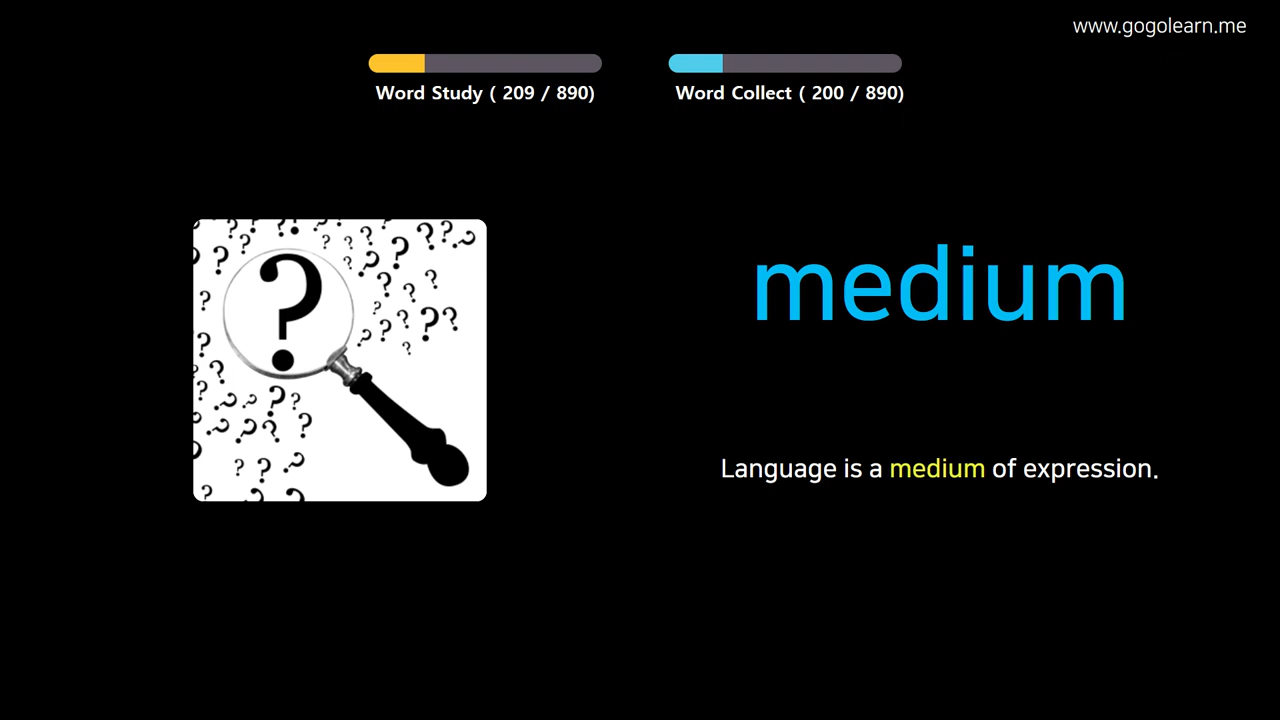 www.gogolearn.me
Word Study ( 209 / 890)
Word Collect ( 200 / 890)
medium
Language is a medium of expression.